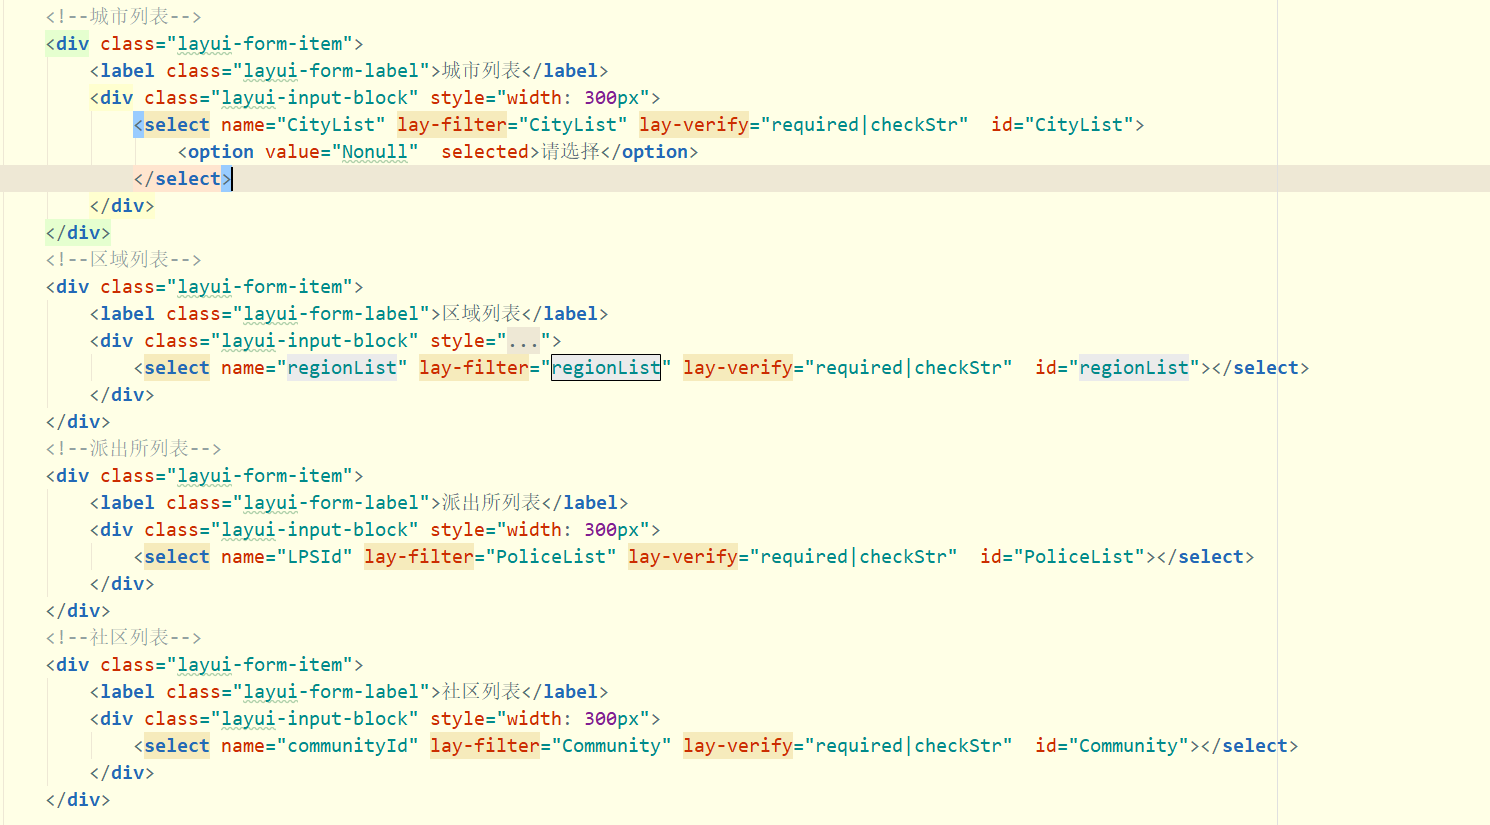 <!--城市列表-->
<div class="layui-form-item">
    <label class="layui-form-label">城市列表</label>
    <div class="layui-input-block" style="width: 300px">
        <select name="CityList" lay-filter="CityList" lay-verify="required|checkStr"  id="CityList">
            <option value="Nonull"  selected>请选择</option>
        </select>
    </div>
</div>
<!--区域列表-->
<div class="layui-form-item">
    <label class="layui-form-label">区域列表</label>
    <div class="layui-input-block" style="...">
        <select name="regionList" lay-filter="regionList" lay-verify="required|checkStr"  id="regionList"></select>
    </div>
</div>
<!--派出所列表-->
<div class="layui-form-item">
    <label class="layui-form-label">派出所列表</label>
    <div class="layui-input-block" style="width: 300px">
        <select name="LPSId" lay-filter="PoliceList" lay-verify="required|checkStr"  id="PoliceList"></select>
    </div>
</div>
<!--社区列表-->
<div class="layui-form-item">
    <label class="layui-form-label">社区列表</label>
    <div class="layui-input-block" style="width: 300px">
        <select name="communityId" lay-filter="Community" lay-verify="required|checkStr"  id="Community"></select>
    </div>
</div>